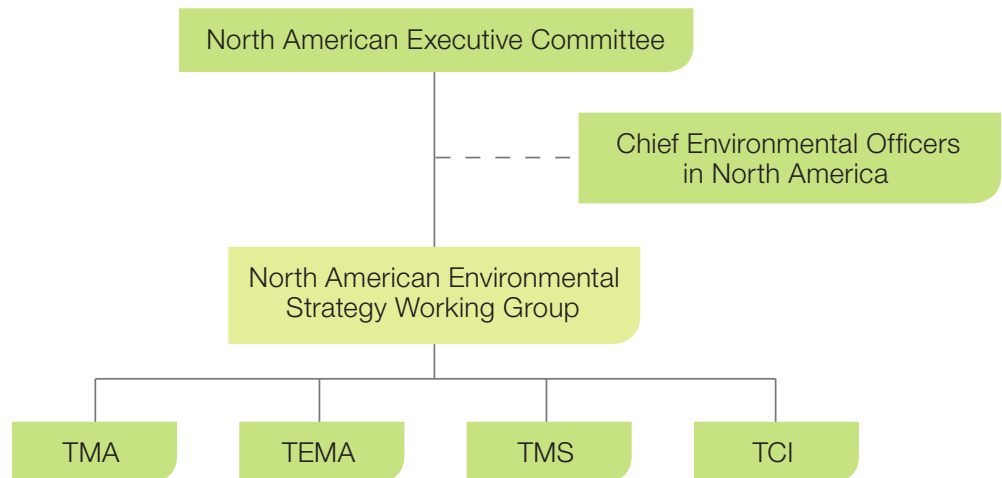 North American Executive Committee
Chief Environmental Officers
in North America
North American Environmental
Strategy Working Group
TMA
TEMA
TMS
TCI